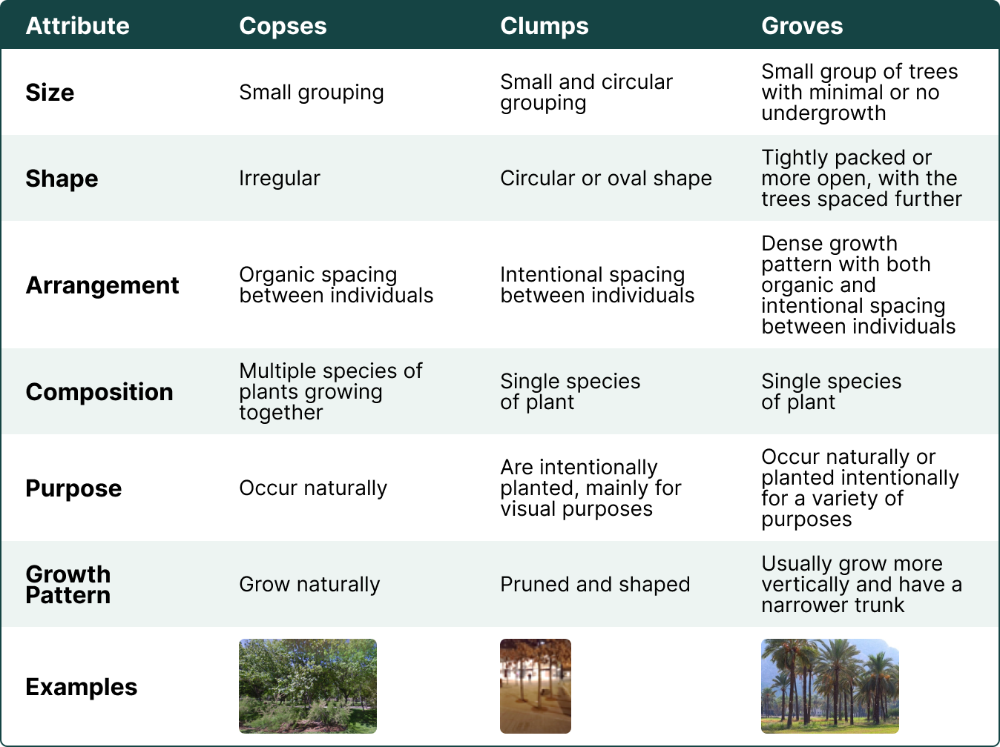 Attribute Copses Clumps Groves
Size
Small grouping
Small and circular
grouping
Small group of trees
with minimal or no
undergrowth
Shape
Irregular
Circular or oval shape
Tightly packed or
more open, with the
trees spaced further
Arrangement
Organic spacing
between individuals
Intentional spacing
between individuals
Dense growth
pattern with both
organic and
intentional spacing
between individuals
Composition
Multiple species of
plants growing
together
Single species
of plant
Single species
of plant
Purpose
Occur naturally
Are intentionally
planted, mainly for
visual purposes
Occur naturally or
planted intentionally
for a variety of
purposes
Growth
Pattern
Grow naturally
Pruned and shaped
Usually grow more
vertically and have a
narrower trunk
Examples